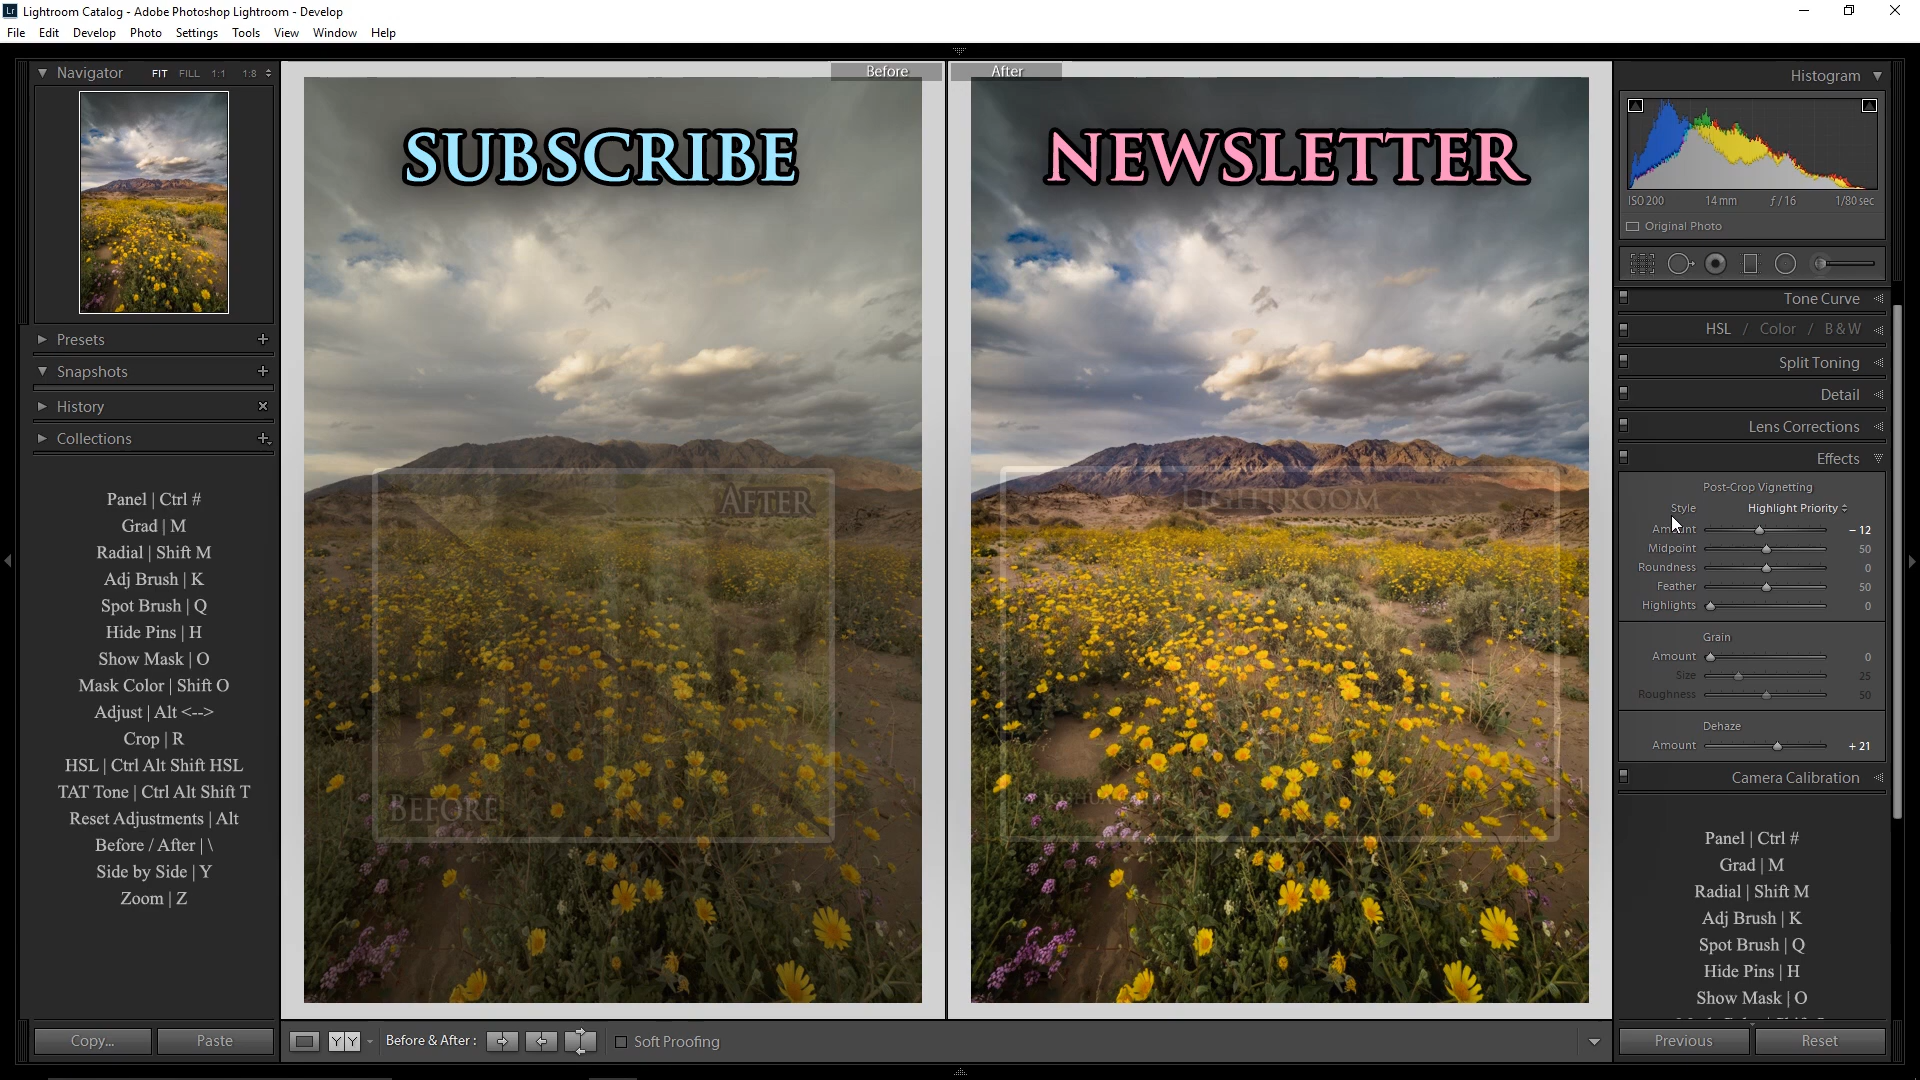 Lightroom Catalog - Adobe Photoshop Lightroom - Develop
File Edit Develop Photo Settings Tools View Window Help
Navigator FIT FILL 1:1 1:8
Presets
Snapshots
History
Collections
Panel | Ctrl #
Grad | M
Radial | Shift M
Adj Brush | K
Spot Brush | Q
Hide Pins | H
Show Mask | O
Mask Color | Shift O
Adjust | Alt <-->
Crop | R
HSL | Ctrl Alt Shift HSL
TAT Tone | Ctrl Alt Shift T
Reset Adjustments | Alt
Before / After | \
Side by Side | Y
Zoom | Z
Copy... Paste
Before
SUBSCRIBE
AFTER
BEFORE
After
NEWSLETTER
LIGHTROOM
Before & After : Soft Proofing
Histogram
ISO 200 14 mm f / 16 1/80 sec
Original Photo
Tone Curve
HSL / Color / B & W
Split Toning
Detail
Lens Corrections
Effects
Post-Crop Vignetting
Style Highlight Priority
Amount - 12
Midpoint 50
Roundness 0
Feather 50
Highlights 0
Grain
Amount 0
Size 25
Roughness 50
Dehaze
Amount + 21
Camera Calibration
Panel | Ctrl #
Grad | M
Radial | Shift M
Adj Brush | K
Spot Brush | Q
Hide Pins | H
Show Mask | O
Previous Reset